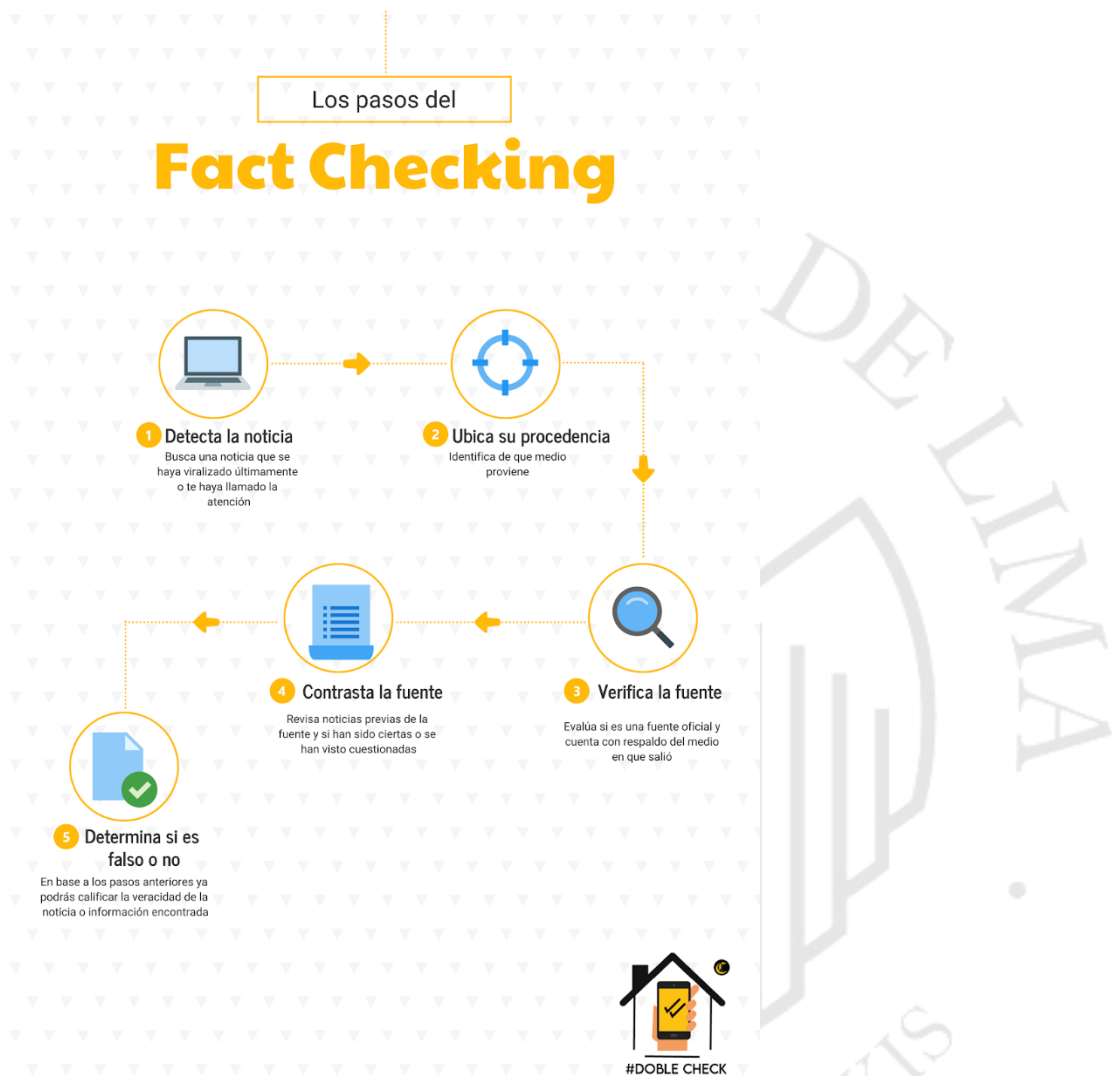 Los pasos del
Fact Checking
1 Detecta la noticia
Busca una noticia que se
haya viralizado últimamente
o te haya llamado la
atención
2 Ubica su procedencia
Identifica de que medio
proviene
3 Verifica la fuente
Evalúa si es una fuente oficial y
cuenta con respaldo del medio
en que salió
4 Contrasta la fuente
Revisa noticias previas de la
fuente y si han sido ciertas o se
han visto cuestionadas
5 Determina si es
falso o no
En base a los pasos anteriores ya
podrás calificar la veracidad de la
noticia o información encontrada
C
#DOBLE CHECK
DE LIMA